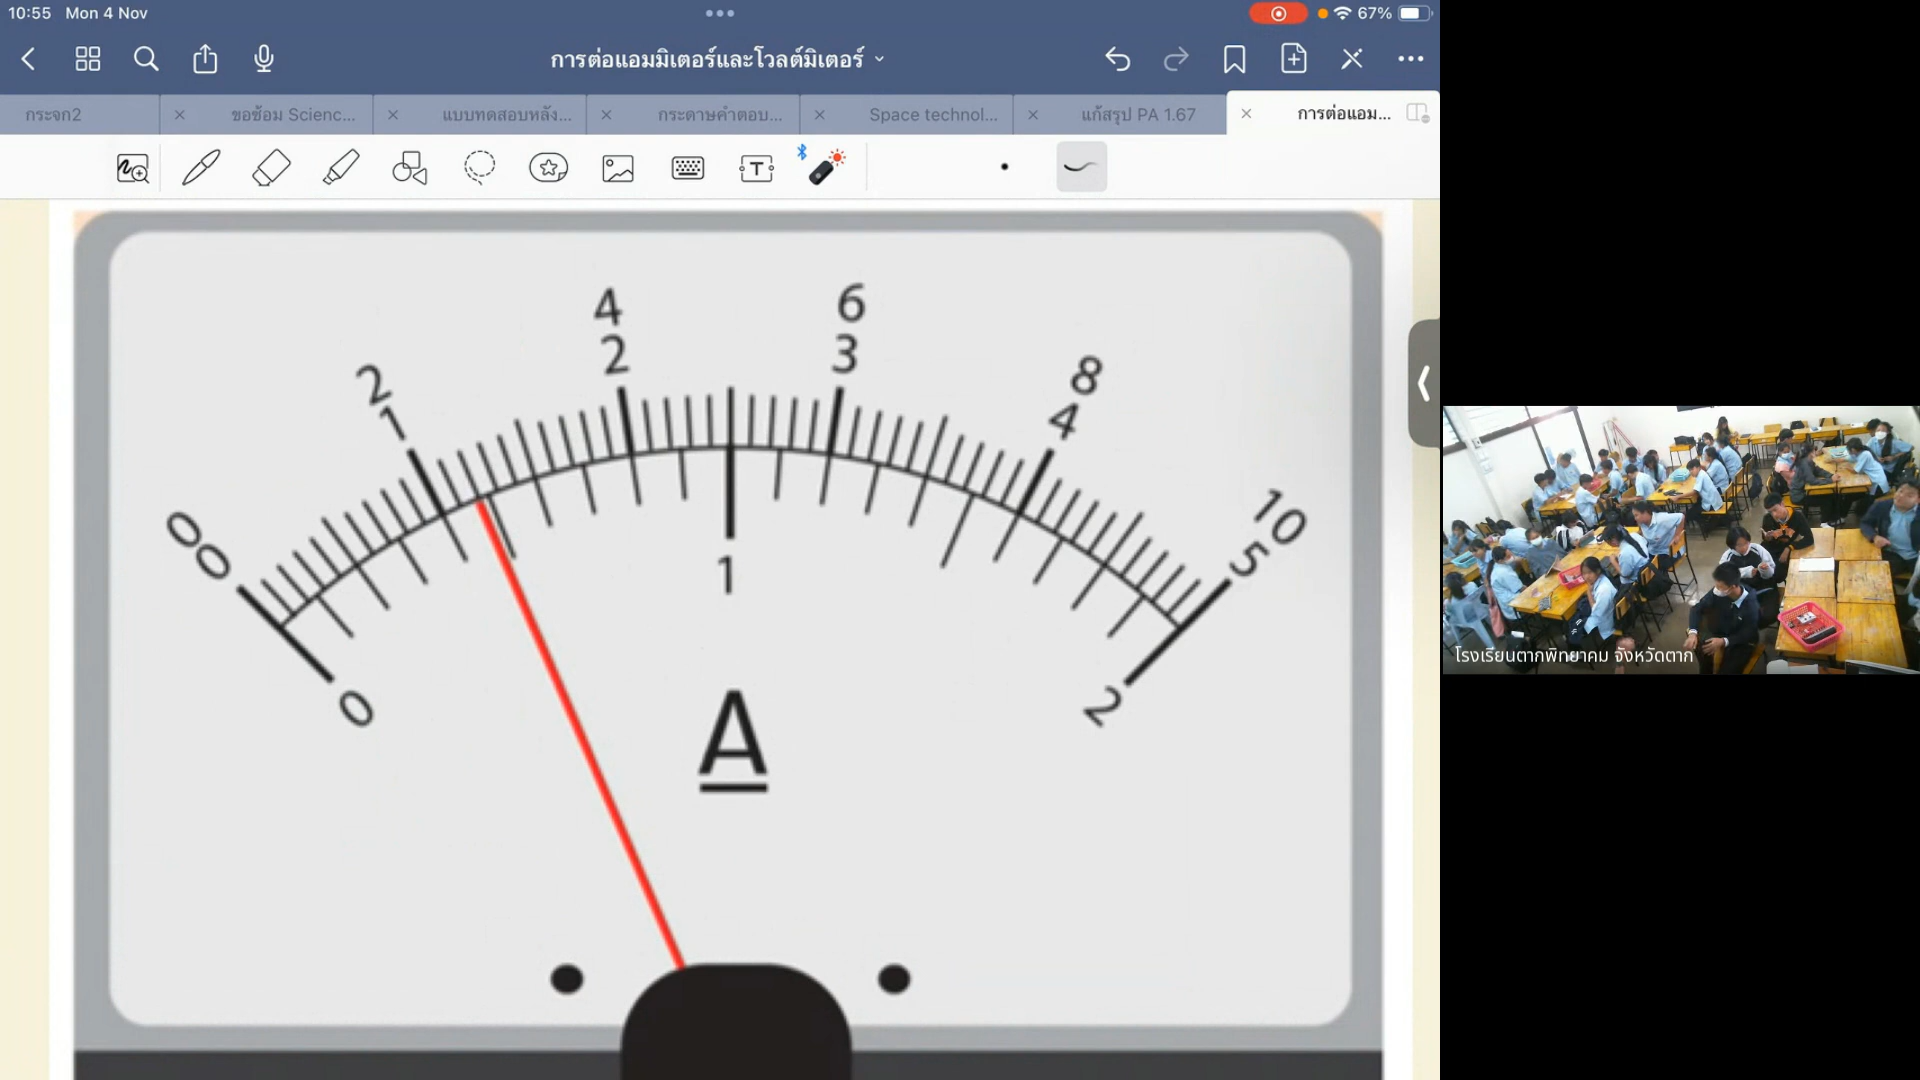 10:55 Mon 4 Nov
67%
การต่อแอมมิเตอร์และโวลต์มิเตอร์
กระจก2
ขอซ้อม Scienc...
แบบทดสอบหลัง...
กระดาษคำตอบ...
Space technol...
แก้สรุป PA 1.67
การต่อแอม...
T
0 2 4 6 8 10
0 1 2 3 4 5
0 1 2
A
โรงเรียนตากพิทยาคม จังหวัดตาก